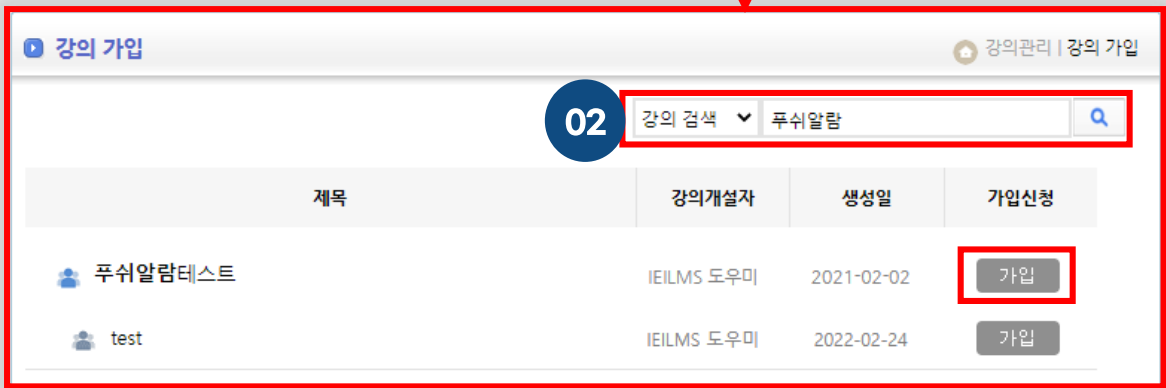 강의 가입
강의관리 | 강의 가입
02
강의 검색 푸쉬알람
제목 강의개설자 생성일 가입신청
푸쉬알람테스트 IEILMS 도우미 2021-02-02 가입
test IEILMS 도우미 2022-02-24 가입